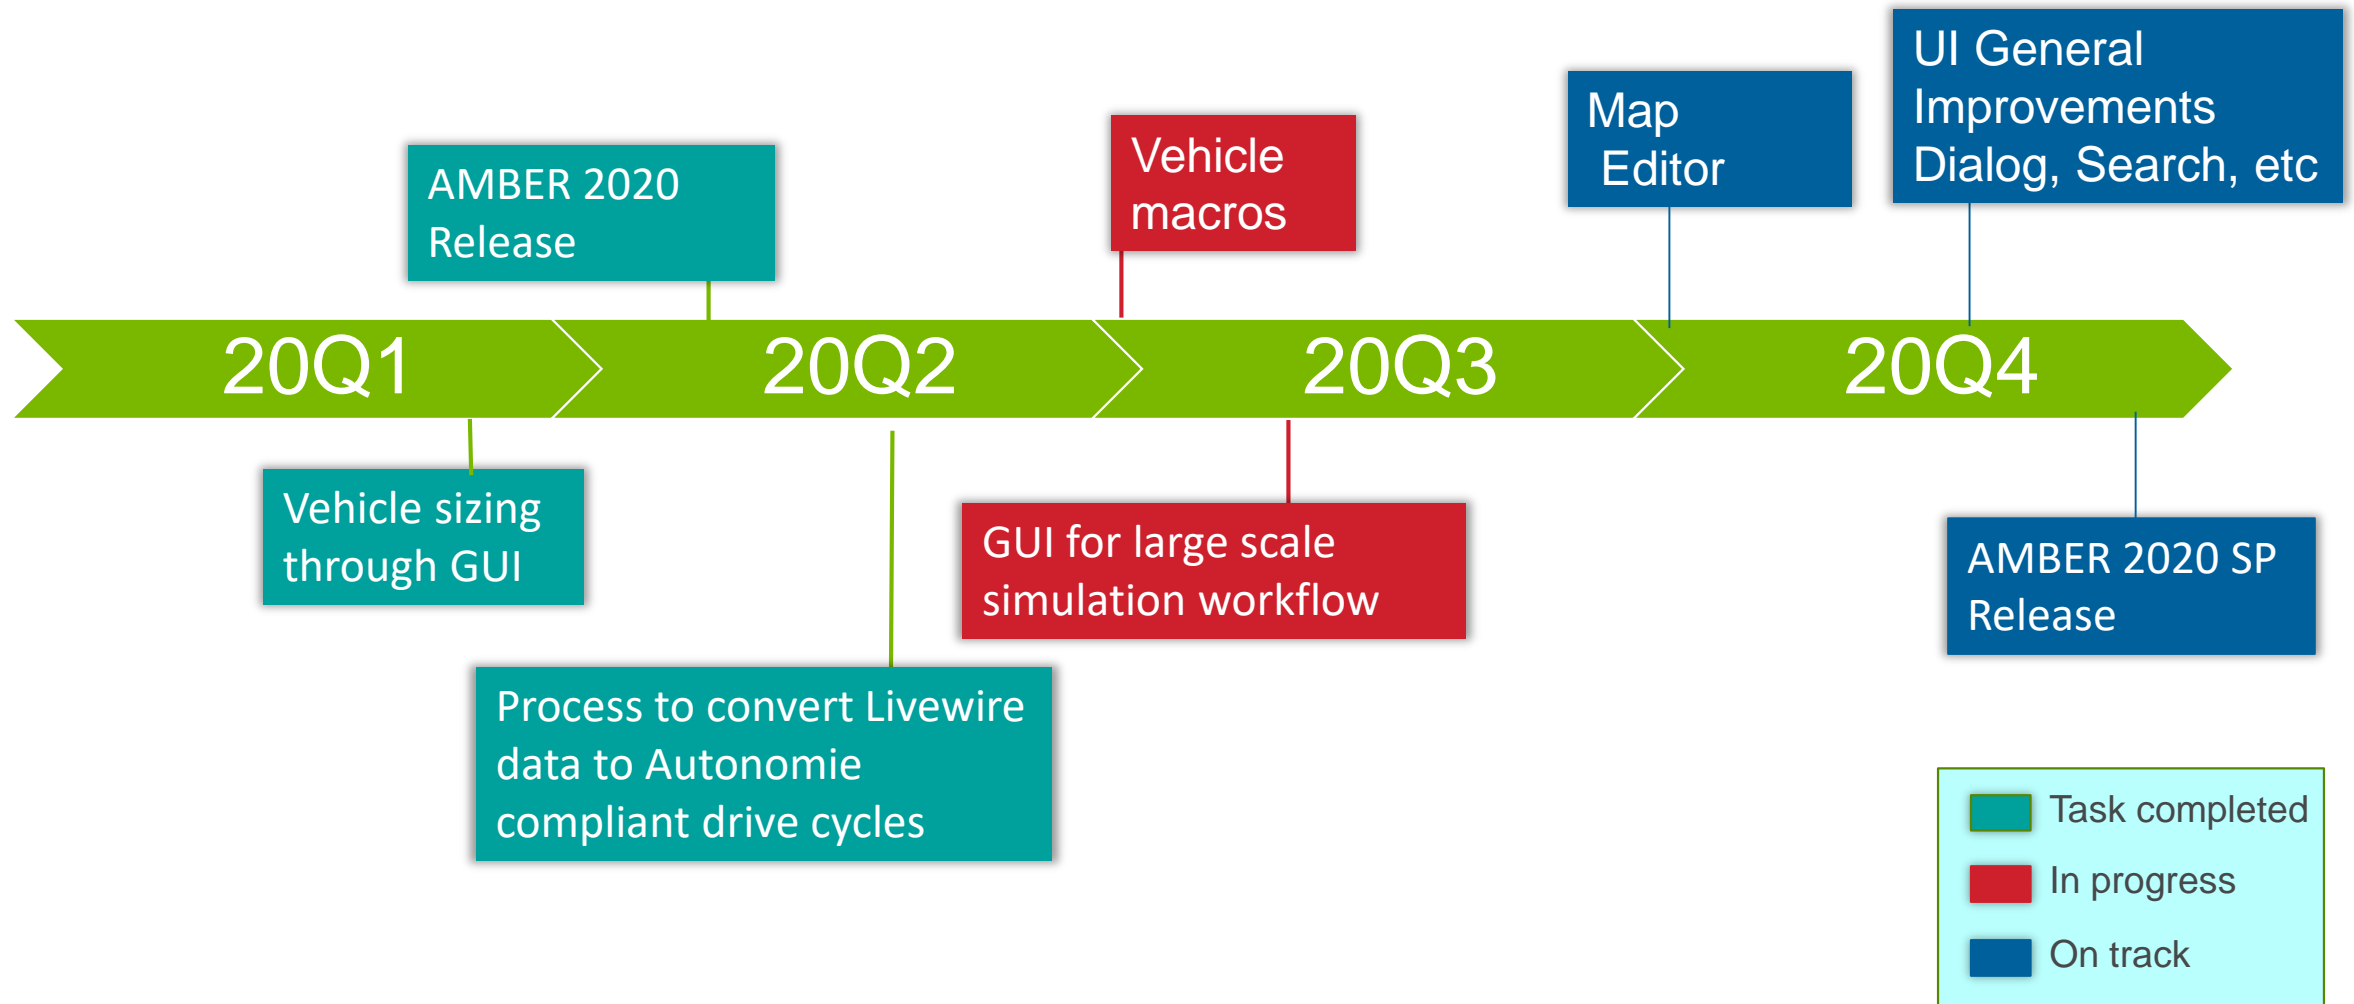 UI General
Improvements
Dialog, Search, etc
Map
Editor
Vehicle
macros
AMBER 2020
Release
20Q1
20Q2
20Q3
20Q4
Vehicle sizing
through GUI
GUI for large scale
simulation workflow
AMBER 2020 SP
Release
Process to convert Livewire
data to Autonomie
compliant drive cycles
Task completed
In progress
On track